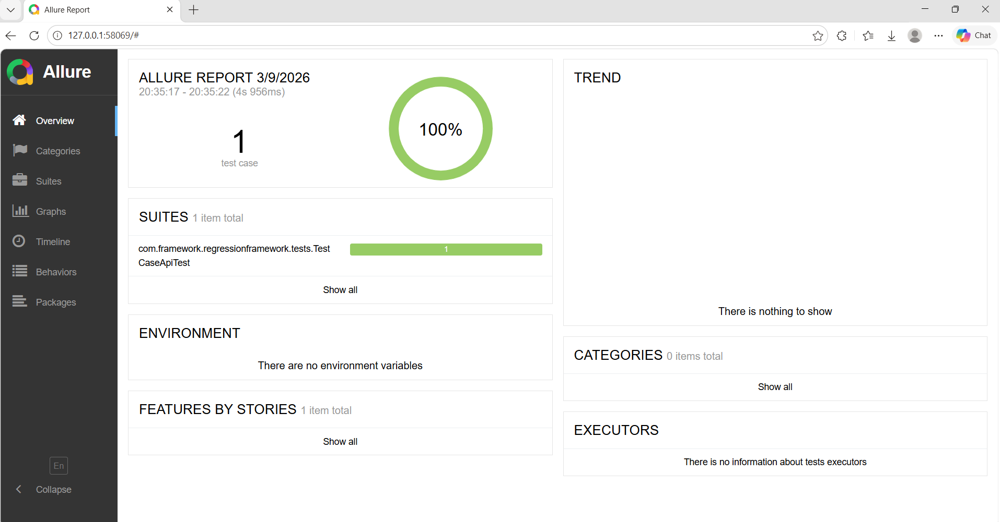 Allure Report
127.0.0.1:58069/#
Chat
Allure
Overview
Categories
Suites
Graphs
Timeline
Behaviors
Packages
En
Collapse
ALLURE REPORT 3/9/2026
20:35:17 - 20:35:22 (4s 956ms)
1
test case
100%
SUITES 1 item total
com.framework.regressionframework.tests.Test
CaseApiTest
1
Show all
ENVIRONMENT
There are no environment variables
FEATURES BY STORIES 1 item total
Show all
TREND
There is nothing to show
CATEGORIES 0 items total
Show all
EXECUTORS
There is no information about tests executors